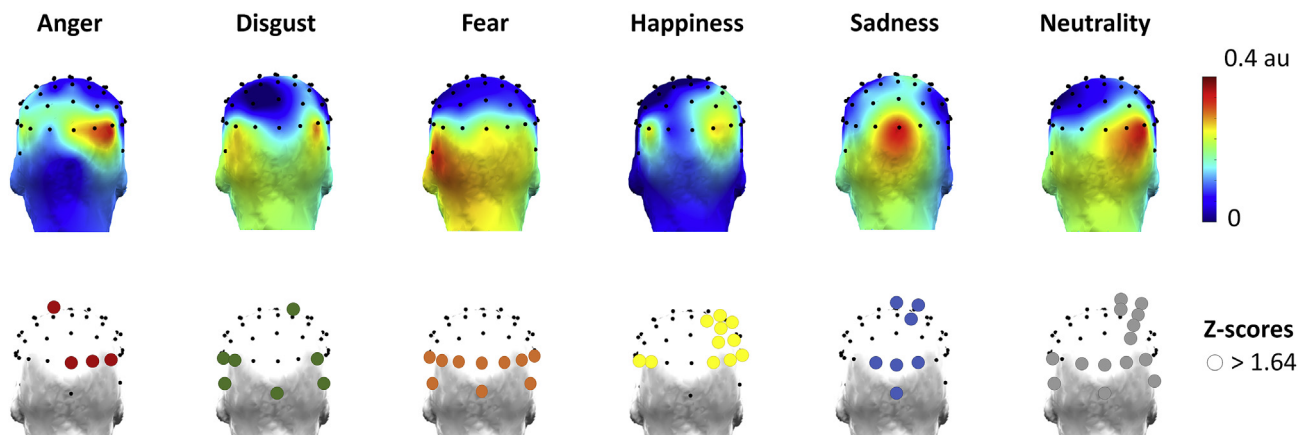 Anger Disgust Fear Happiness Sadness Neutrality
0.4 au
0
Z-scores
> 1.64